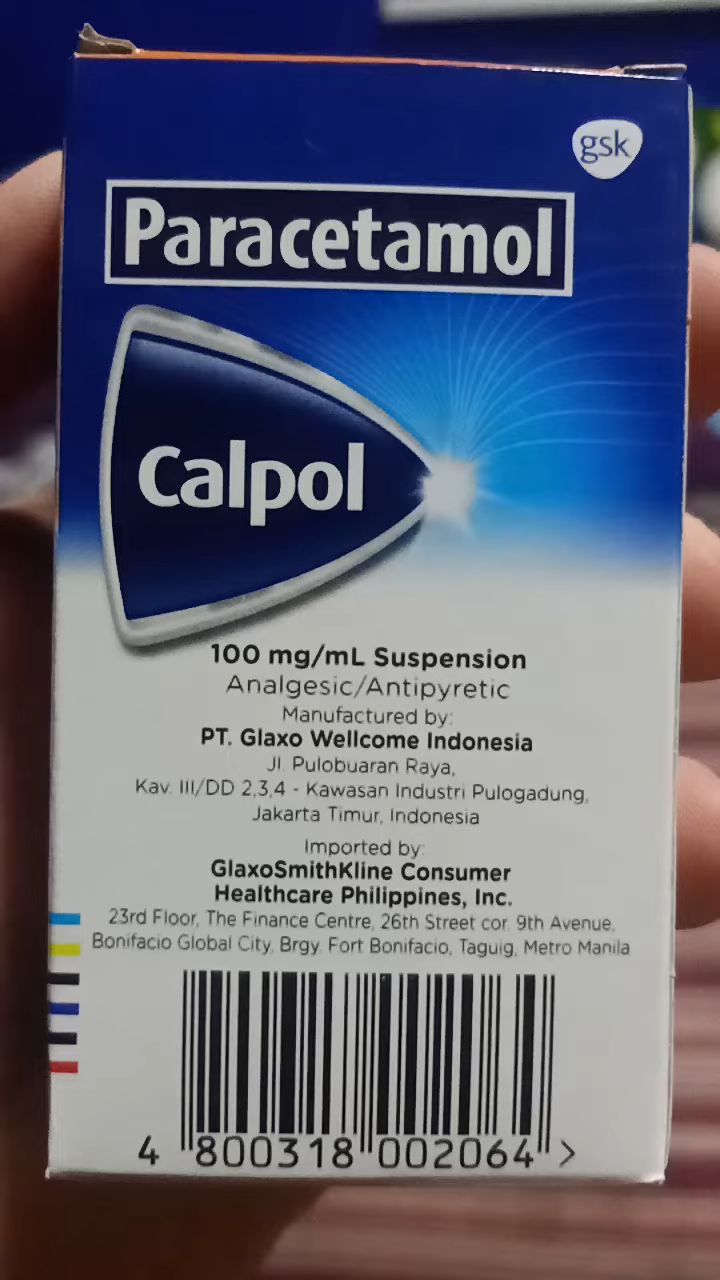 gsk
Paracetamol
Calpol
100 mg/mL Suspension
Analgesic/Antipyretic
Manufactured by:
PT. Glaxo Wellcome Indonesia
Jl. Pulobuaran Raya,
Kav. III/DD 2,3,4 - Kawasan Industri Pulogadung,
Jakarta Timur, Indonesia
Imported by:
GlaxoSmithKline Consumer
Healthcare Philippines, Inc.
23rd Floor, The Finance Centre, 26th Street cor. 9th Avenue,
Bonifacio Global City, Brgy. Fort Bonifacio, Taguig, Metro Manila
4 800318 002064 >